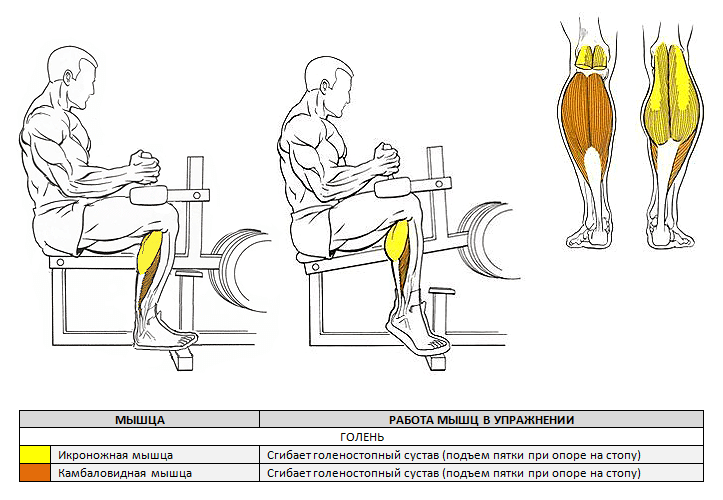 МЫШЦА РАБОТА МЫШЦ В УПРАЖНЕНИИ
ГОЛЕНЬ
Икроножная мышца Сгибает голеностопный сустав (подъем пятки при опоре на стопу)
Камбаловидная мышца Сгибает голеностопный сустав (подъем пятки при опоре на стопу)